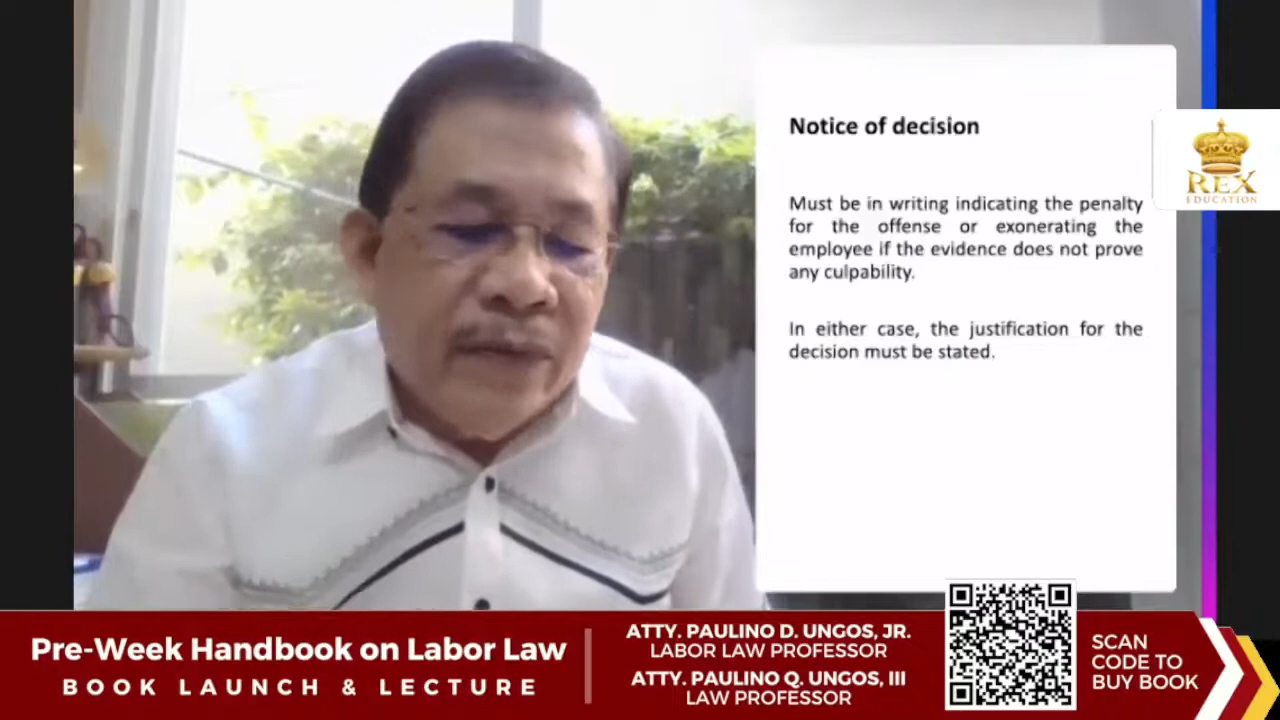 Notice of decision
Must be in writing indicating the penalty
for the offense or exonerating the
employee if the evidence does not prove
any culpability.
In either case, the justification for the
decision must be stated.
REX
EDUCATION
Pre-Week Handbook on Labor Law
BOOK LAUNCH & LECTURE
ATTY. PAULINO D. UNGOS, JR.
LABOR LAW PROFESSOR
ATTY. PAULINO Q. UNGOS, III
LAW PROFESSOR
SCAN
CODE TO
BUY BOOK